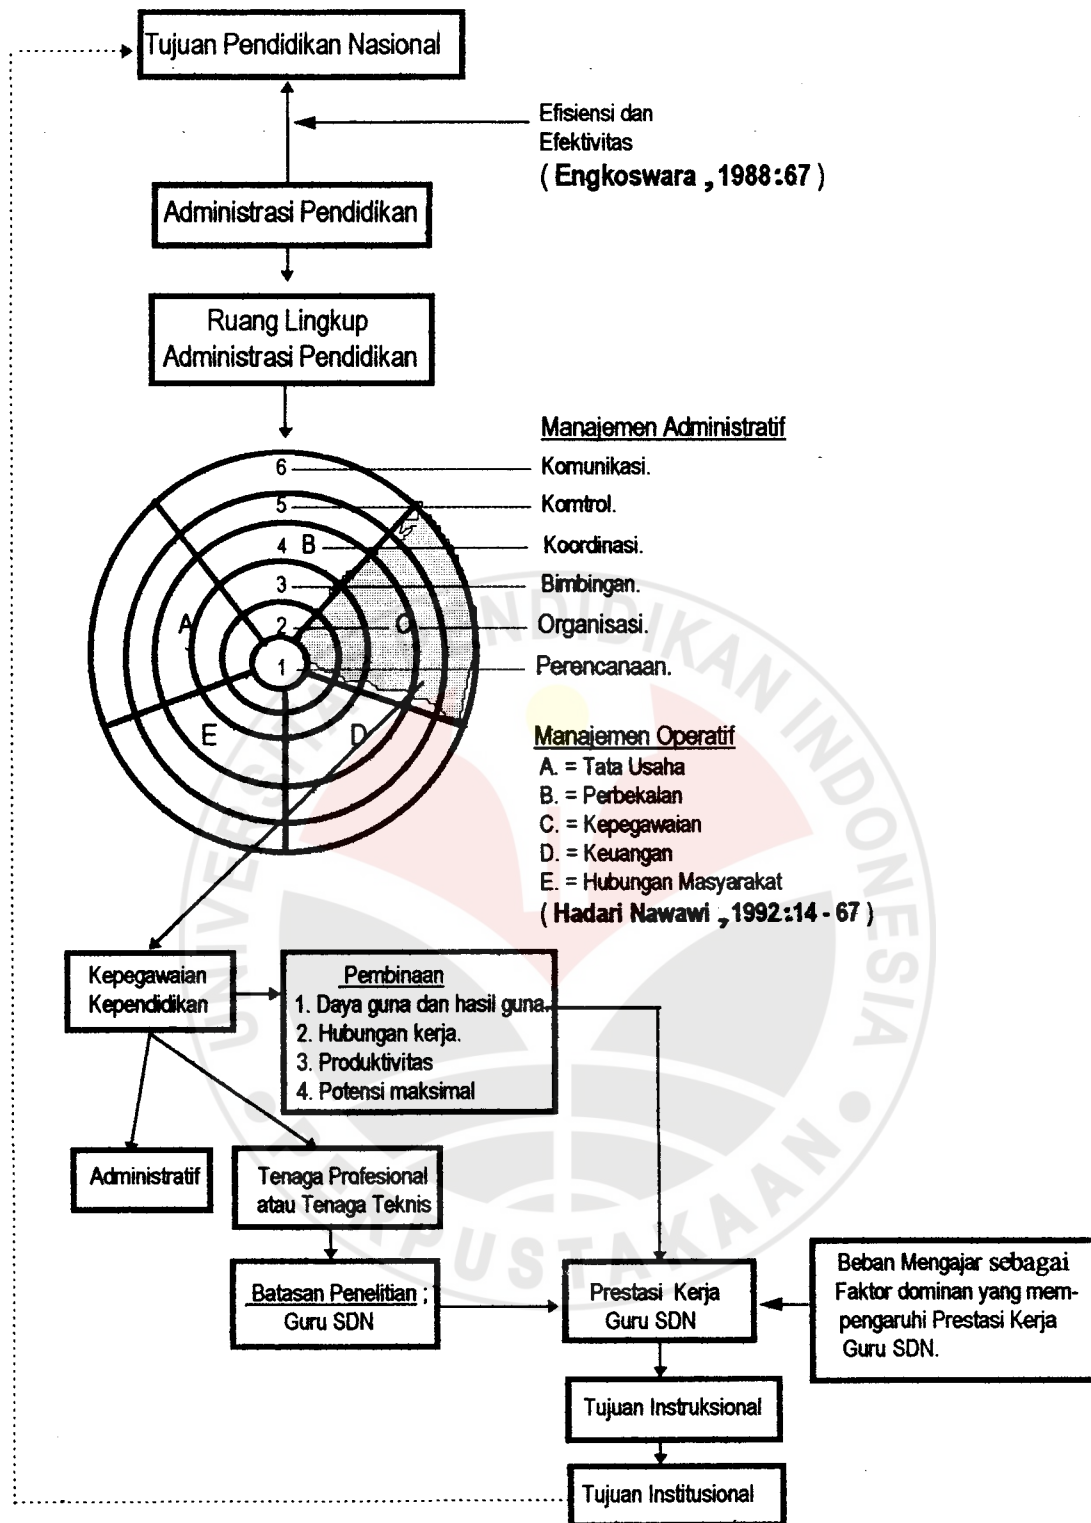 Tujuan Pendidikan Nasional
Efisiensi dan
Efektivitas
( Engkoswara , 1988:67 )
Administrasi Pendidikan
Ruang Lingkup
Administrasi Pendidikan
Manajemen Administratif
6 Komunikasi.
5 Komtrol.
4 B Koordinasi.
3 Bimbingan.
A 2 C Organisasi.
1 Perencanaan.
E D
Manajemen Operatif
A. = Tata Usaha
B. = Perbekalan
C. = Kepegawaian
D. = Keuangan
E. = Hubungan Masyarakat
( Hadari Nawawi , 1992:14 - 67 )
Kepegawaian
Kependidikan
Pembinaan
1. Daya guna dan hasil guna.
2. Hubungan kerja.
3. Produktivitas
4. Potensi maksimal
Administratif
Tenaga Profesional
atau Tenaga Teknis
Batasan Penelitian ;
Guru SDN
Prestasi Kerja
Guru SDN
Beban Mengajar sebagai
Faktor dominan yang mem-
pengaruhi Prestasi Kerja
Guru SDN.
Tujuan Instruksional
Tujuan Institusional
UNIVERSITAS PENDIDIKAN INDONESIA
PERPUSTAKAAN